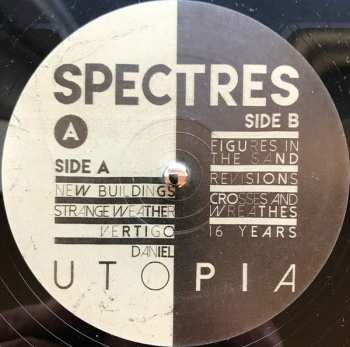 SPECTRES
A
SIDE A
NEW BUILDINGS
STRANGE WEATHER
VERTIGO
DANIEL
SIDE B
FIGURES IN
THE SAND
REVISIONS
CROSSES AND
WREATHES
16 YEARS
UTOPIA